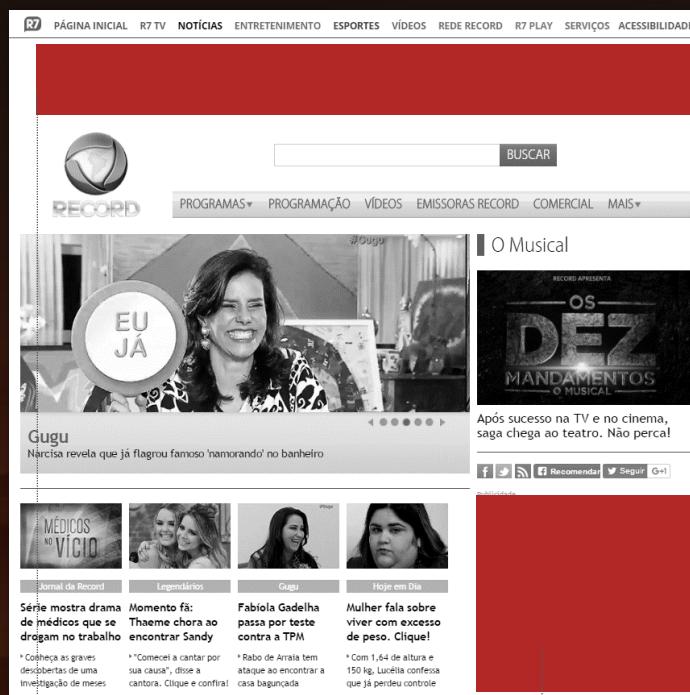 R7 PÁGINA INICIAL R7 TV NOTÍCIAS ENTRETENIMENTO ESPORTES VÍDEOS REDE RECORD R7 PLAY SERVIÇOS ACESSIBILIDAD
RECORD
BUSCAR
PROGRAMAS PROGRAMAÇÃO VÍDEOS EMISSORAS RECORD COMERCIAL MAIS
#Gugu
EU
JÁ
Gugu
Narcisa revela que já flagrou famoso 'namorando' no banheiro
O Musical
RECORD APRESENTA
OS
DEZ
MANDAMENTOS
O MUSICAL
Após sucesso na TV e no cinema,
saga chega ao teatro. Não perca!
Recomendar Seguir G+1
Publicidade
MÉDICOS
NO VÍCIO
Jornal da Record
Série mostra drama
de médicos que se
drogam no trabalho
Conheça as graves
descobertas de uma
investigação de meses
Legendários
Momento fã:
Thaeme chora ao
encontrar Sandy
"Comecei a cantar por
sua causa", disse a
cantora. Clique e confira!
Gugu
Fabíola Gadelha
passa por teste
contra a TPM
Rabo de Arraia tem
ataque ao encontrar a
casa bagunçada
Hoje em Dia
Mulher fala sobre
viver com excesso
de peso. Clique!
Com 1,64 de altura e
150 kg, Lucélia confessa
que já perdeu controle